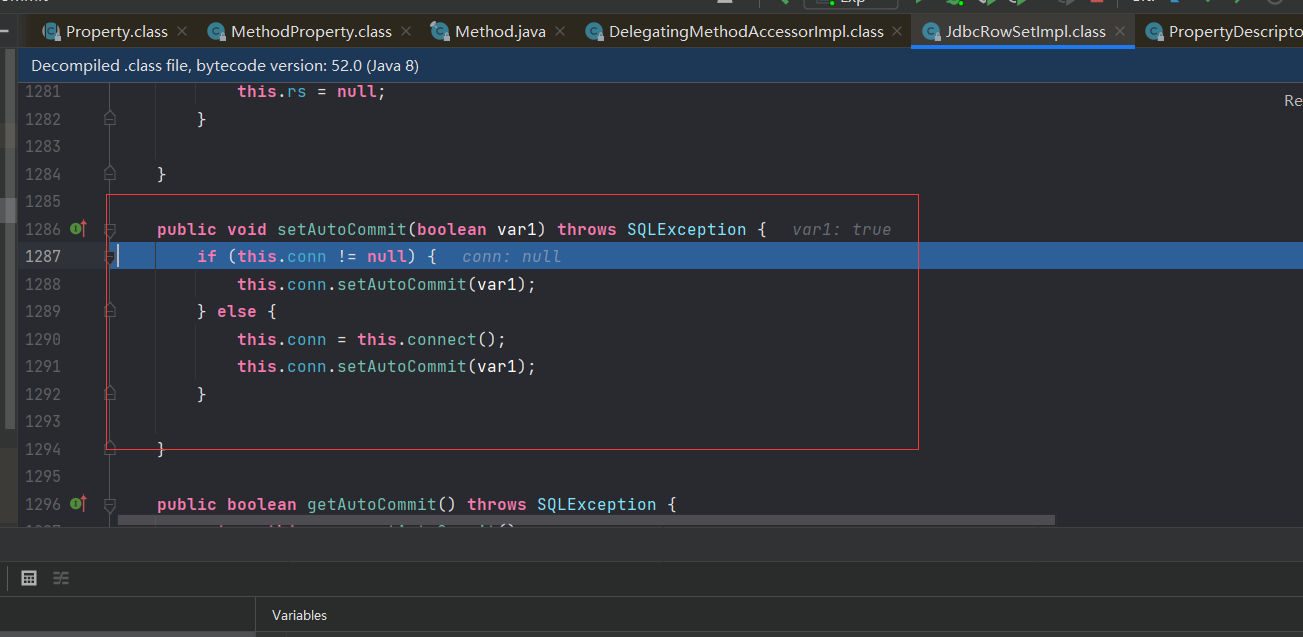 Property.class MethodProperty.class Method.java DelegatingMethodAccessorImpl.class JdbcRowSetImpl.class PropertyDescripto
Decompiled .class file, bytecode version: 52.0 (Java 8)
Re
1281 this.rs = null;
1282 }
1283
1284 }
1285
1286 public void setAutoCommit(boolean var1) throws SQLException { var1: true
1287 if (this.conn != null) { conn: null
1288 this.conn.setAutoCommit(var1);
1289 } else {
1290 this.conn = this.connect();
1291 this.conn.setAutoCommit(var1);
1292 }
1293
1294 }
1295
1296 public boolean getAutoCommit() throws SQLException {
Variables